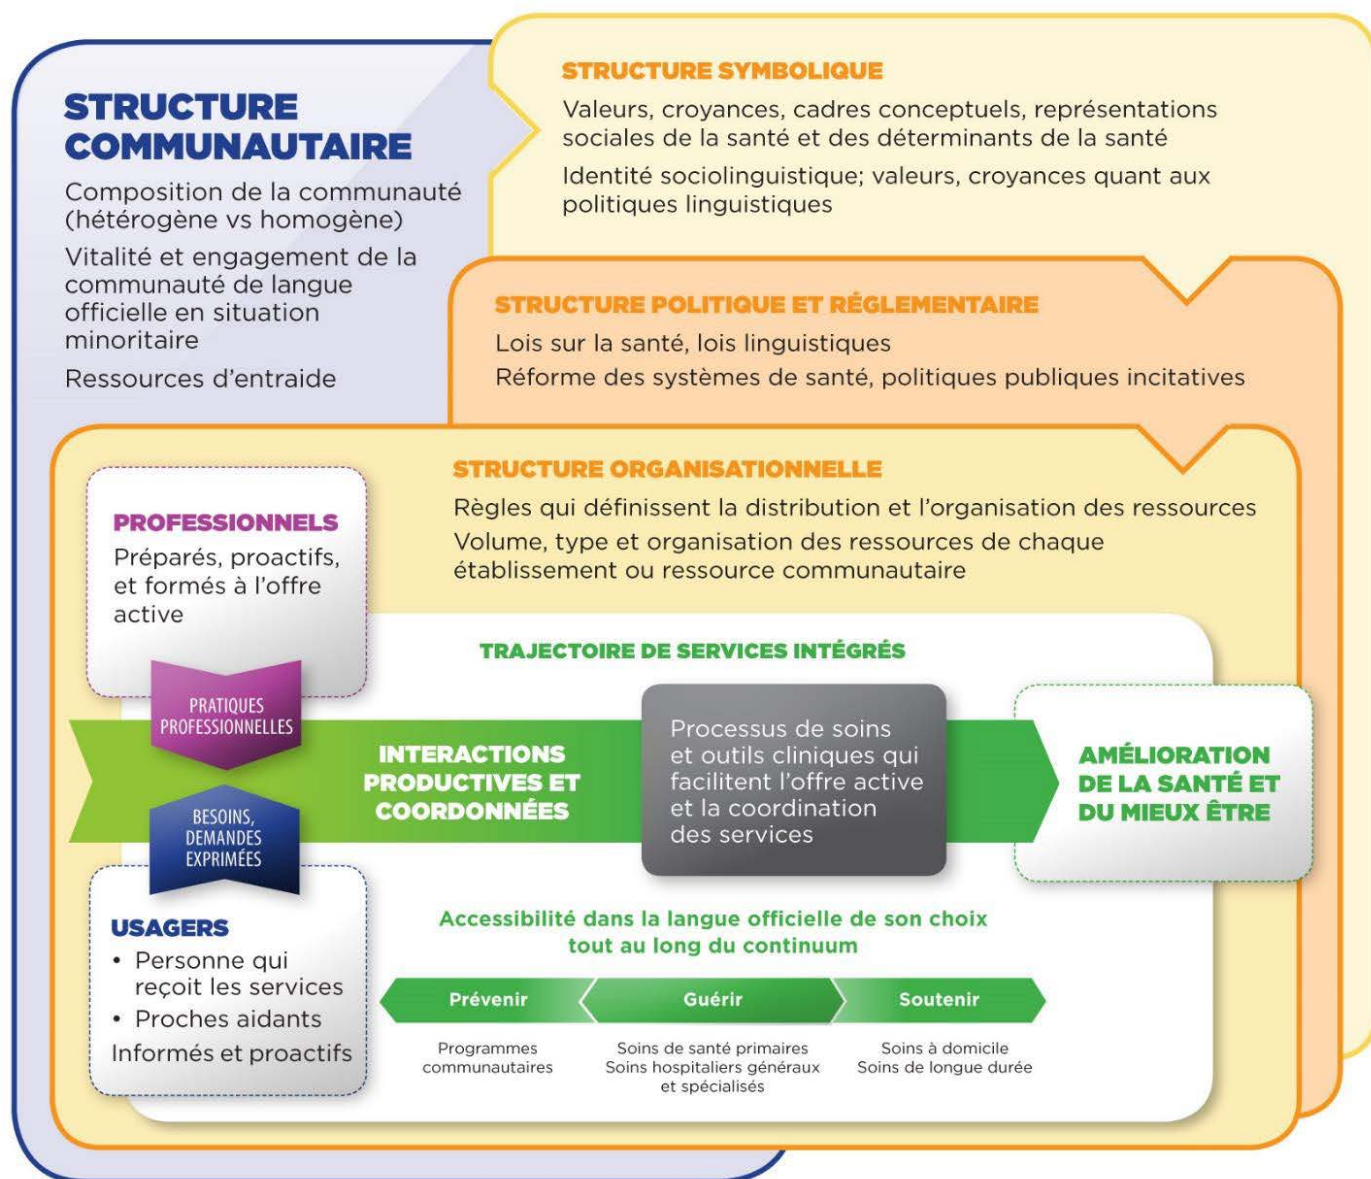 STRUCTURE
COMMUNAUTAIRE
Composition de la communauté
(hétérogène vs homogène)
Vitalité et engagement de la
communauté de langue
officielle en situation
minoritaire
Ressources d'entraide
STRUCTURE SYMBOLIQUE
Valeurs, croyances, cadres conceptuels, représentations
sociales de la santé et des déterminants de la santé
Identité sociolinguistique; valeurs, croyances quant aux
politiques linguistiques
STRUCTURE POLITIQUE ET RÉGLEMENTAIRE
Lois sur la santé, lois linguistiques
Réforme des systèmes de santé, politiques publiques incitatives
STRUCTURE ORGANISATIONNELLE
Règles qui définissent la distribution et l'organisation des ressources
Volume, type et organisation des ressources de chaque
établissement ou ressource communautaire
PROFESSIONNELS
Préparés, proactifs,
et formés à l'offre
active
PRATIQUES
PROFESSIONNELLES
BESOINS,
DEMANDES
EXPRIMÉES
USAGERS
• Personne qui
reçoit les services
• Proches aidants
Informés et proactifs
TRAJECTOIRE DE SERVICES INTÉGRÉS
INTERACTIONS
PRODUCTIVES ET
COORDONNÉES
Processus de soins
et outils cliniques qui
facilitent l'offre active
et la coordination
des services
AMÉLIORATION
DE LA SANTÉ ET
DU MIEUX ÊTRE
Accessibilité dans la langue officielle de son choix
tout au long du continuum
Prévenir
Guérir
Soutenir
Programmes
communautaires
Soins de santé primaires
Soins hospitaliers généraux
et spécialisés
Soins à domicile
Soins de longue durée